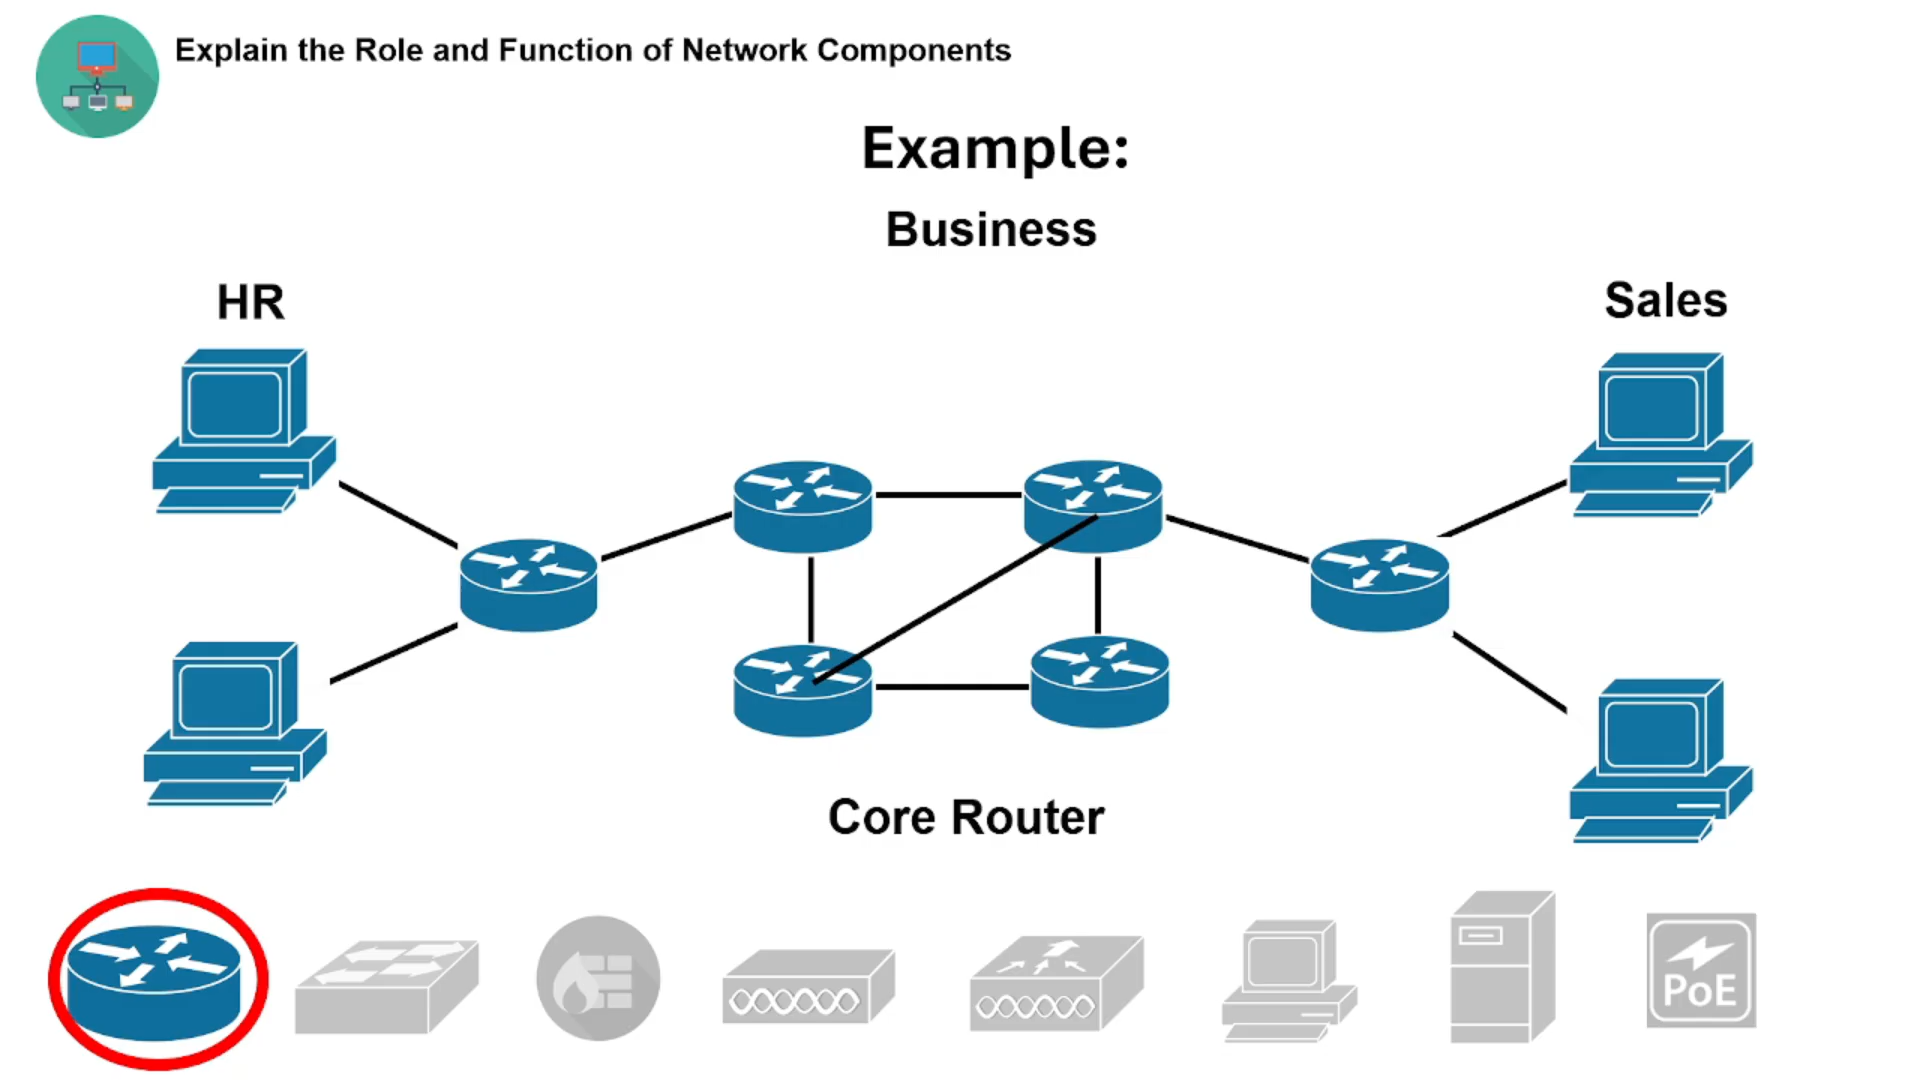 Explain the Role and Function of Network Components
Example:
Business
HR
Sales
Core Router
PoE